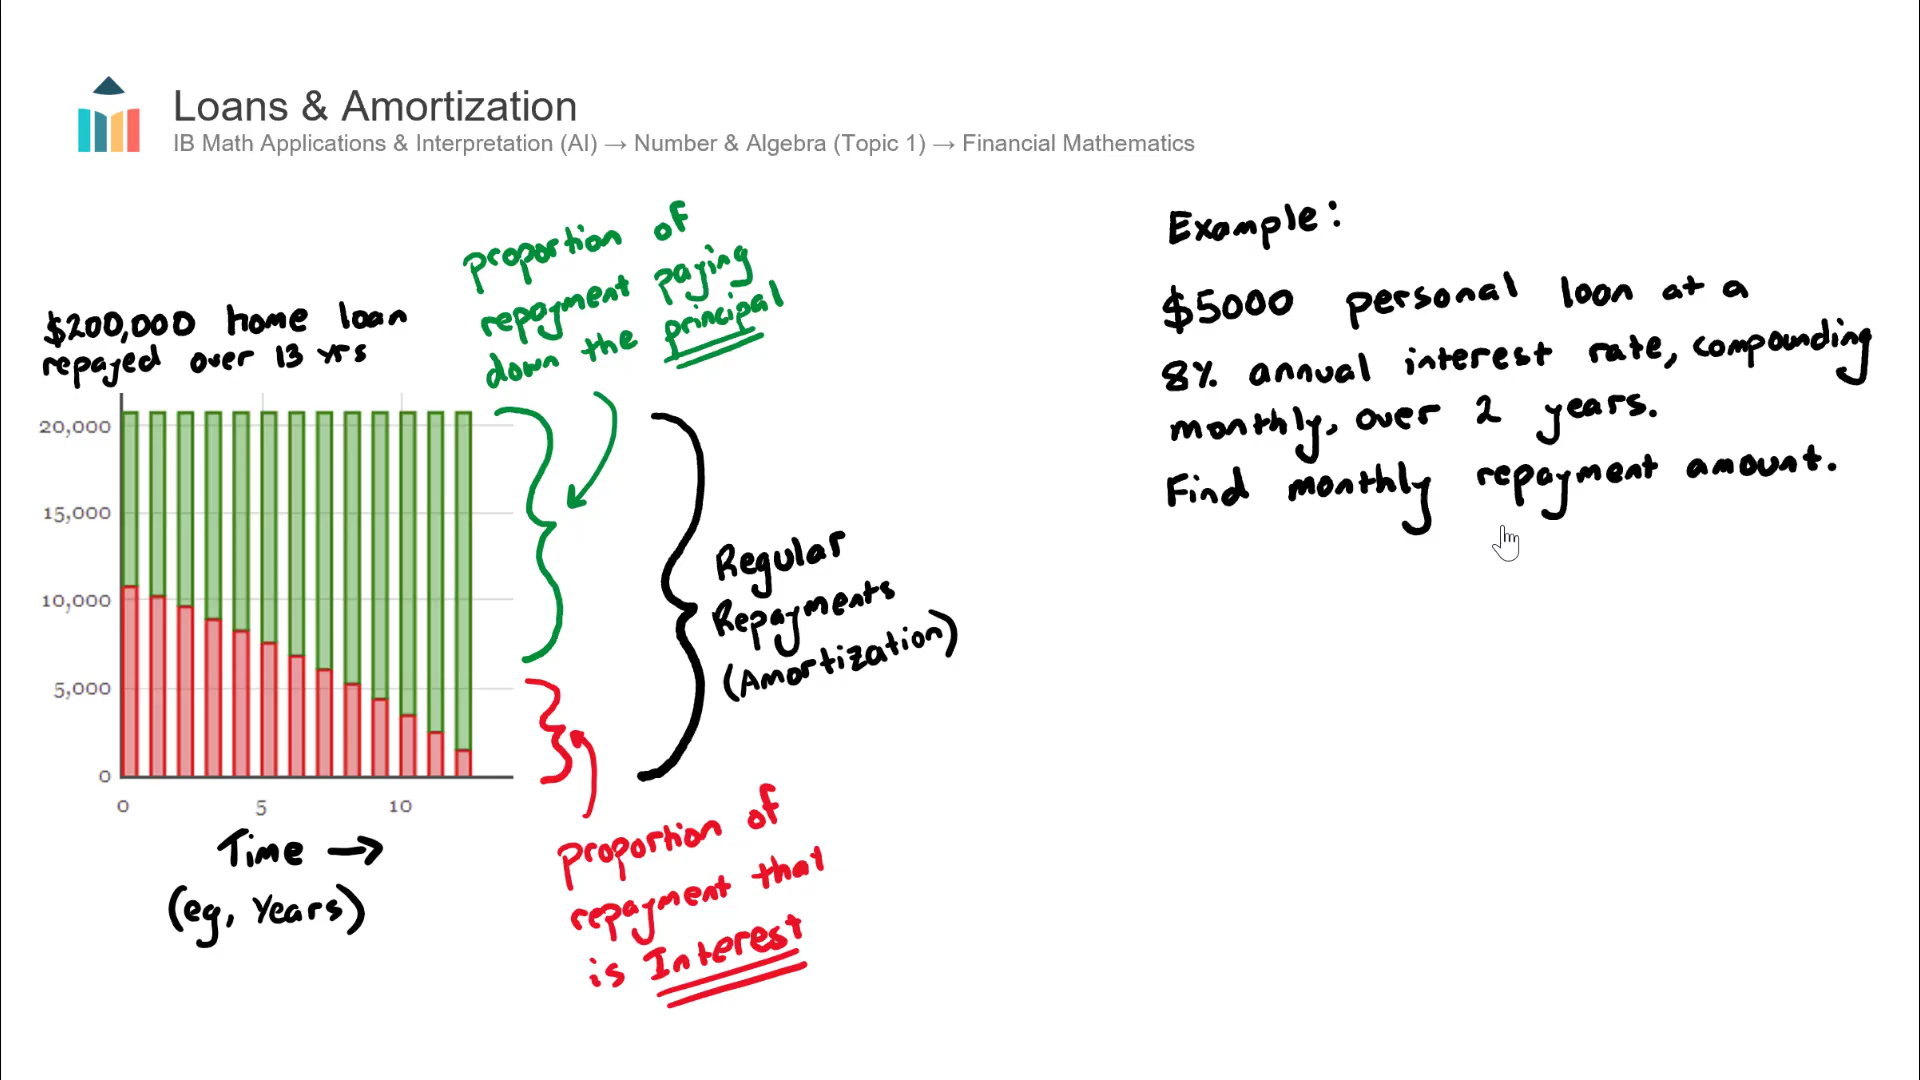 Loans & Amortization
IB Math Applications & Interpretation (AI) → Number & Algebra (Topic 1) → Financial Mathematics
$200,000 home loan
repayed over 13 yrs
proportion of
repayment paying
down the principal
20,000
15,000
10,000
5,000
0
0 5 10
Time →
(eg, Years)
Regular
Repayments
(Amortization)
proportion of
repayment that
is Interest
Example:
$5000 personal loan at a
8% annual interest rate, compounding
monthly, over 2 years.
Find monthly repayment amount.